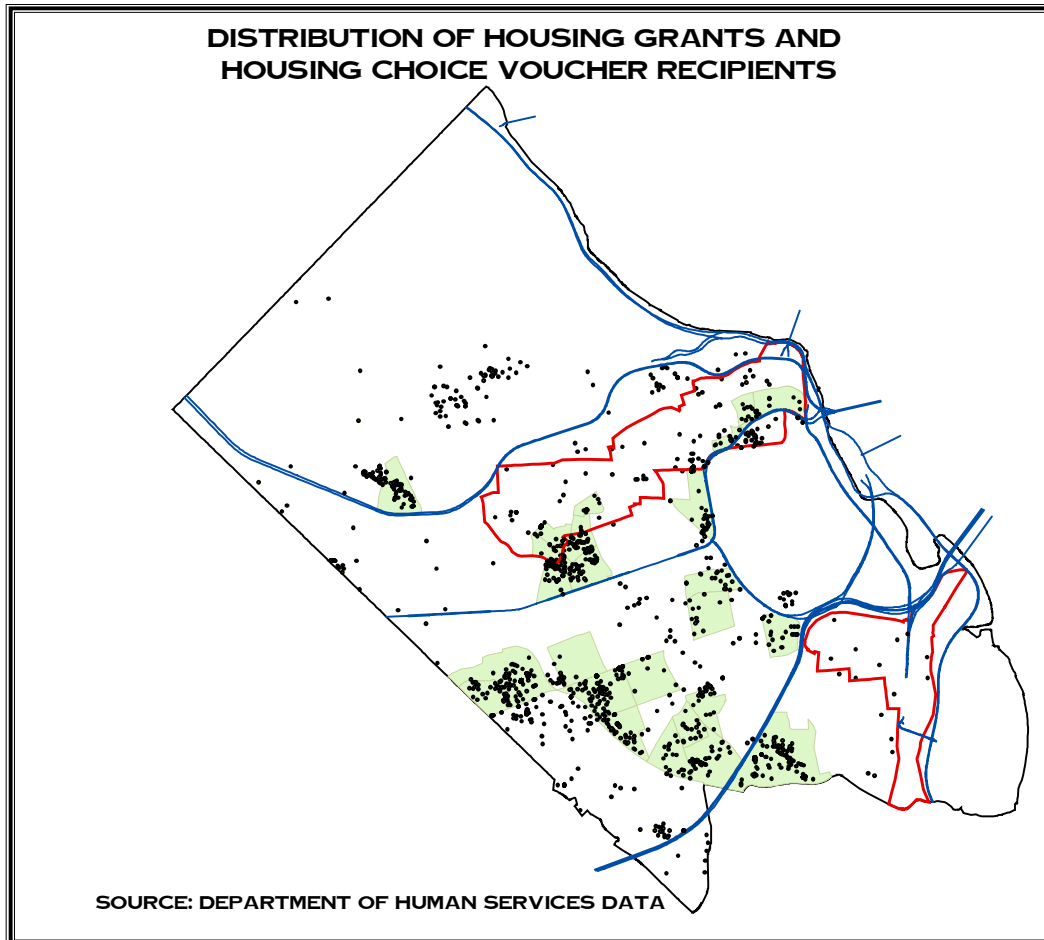 DISTRIBUTION OF HOUSING GRANTS AND
HOUSING CHOICE VOUCHER RECIPIENTS
SOURCE: DEPARTMENT OF HUMAN SERVICES DATA